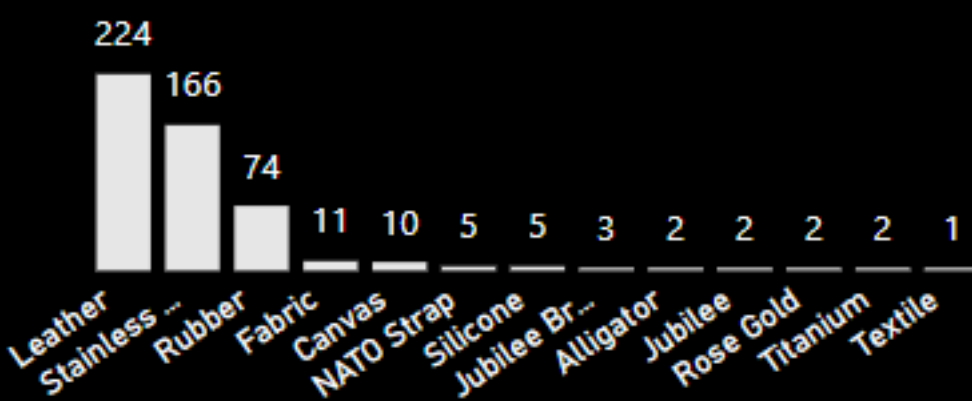 224
166
74
11
10
5
5
3
2
2
2
2
1
Leather
Stainless ...
Rubber
Fabric
Canvas
NATO Strap
Silicone
Jubilee Br...
Alligator
Jubilee
Rose Gold
Titanium
Textile